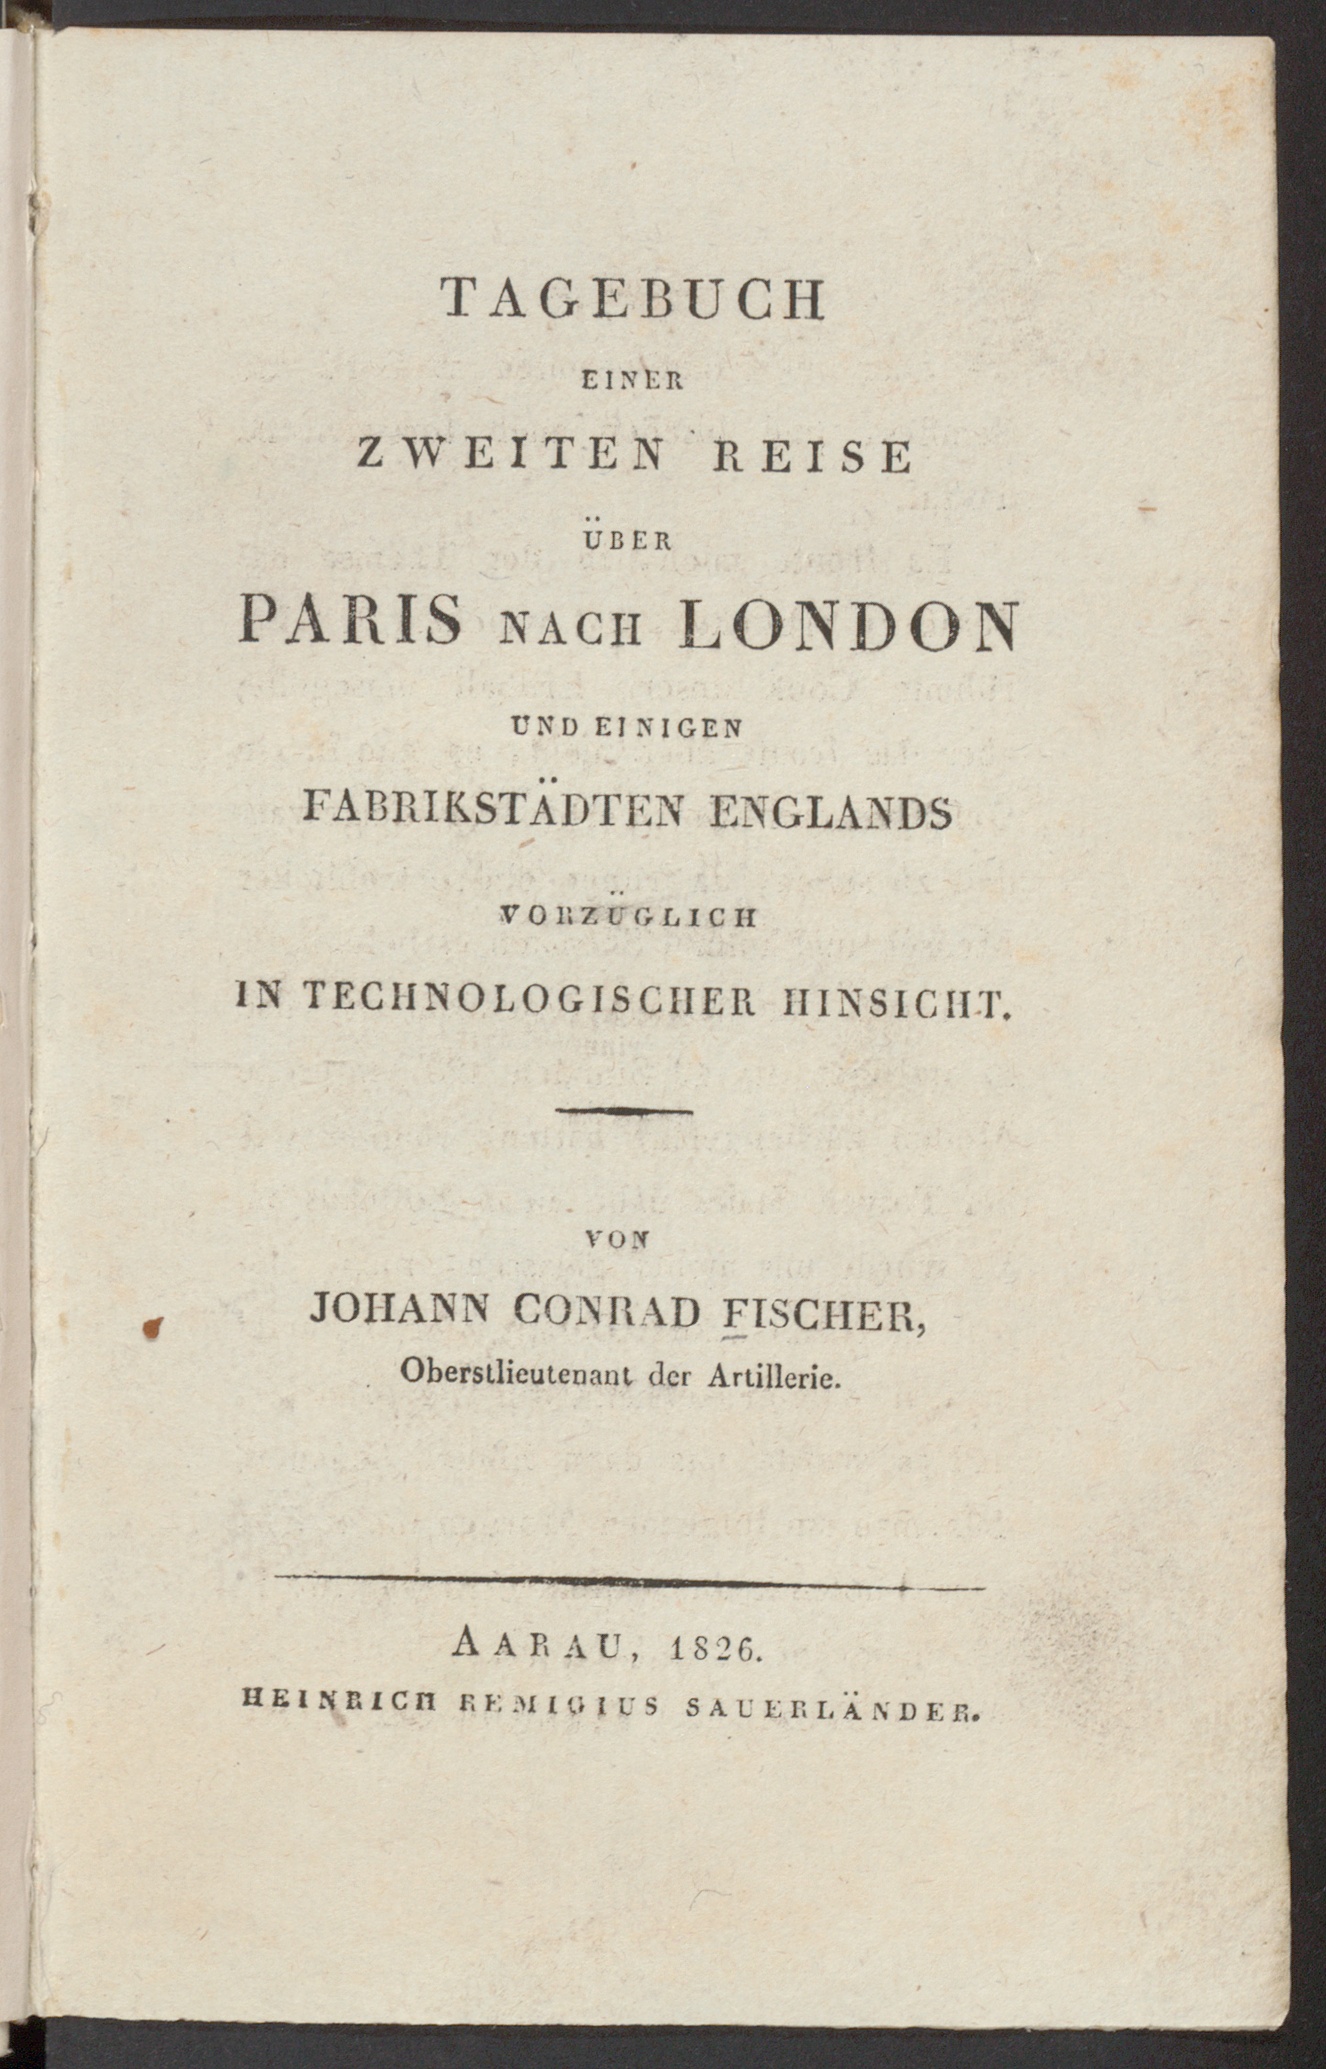 TAGEBUCH
EINER
ZWEITEN REISE
ÜBER
PARIS NACH LONDON
UND EINIGEN
FABRIKSTÄDTEN ENGLANDS
VORZÜGLICH
IN TECHNOLOGISCHER HINSICHT.
VON
JOHANN CONRAD FISCHER,
Oberstlieutenant der Artillerie.
AARAU, 1826.
HEINRICH REMIGIUS SAUERLÄNDER.